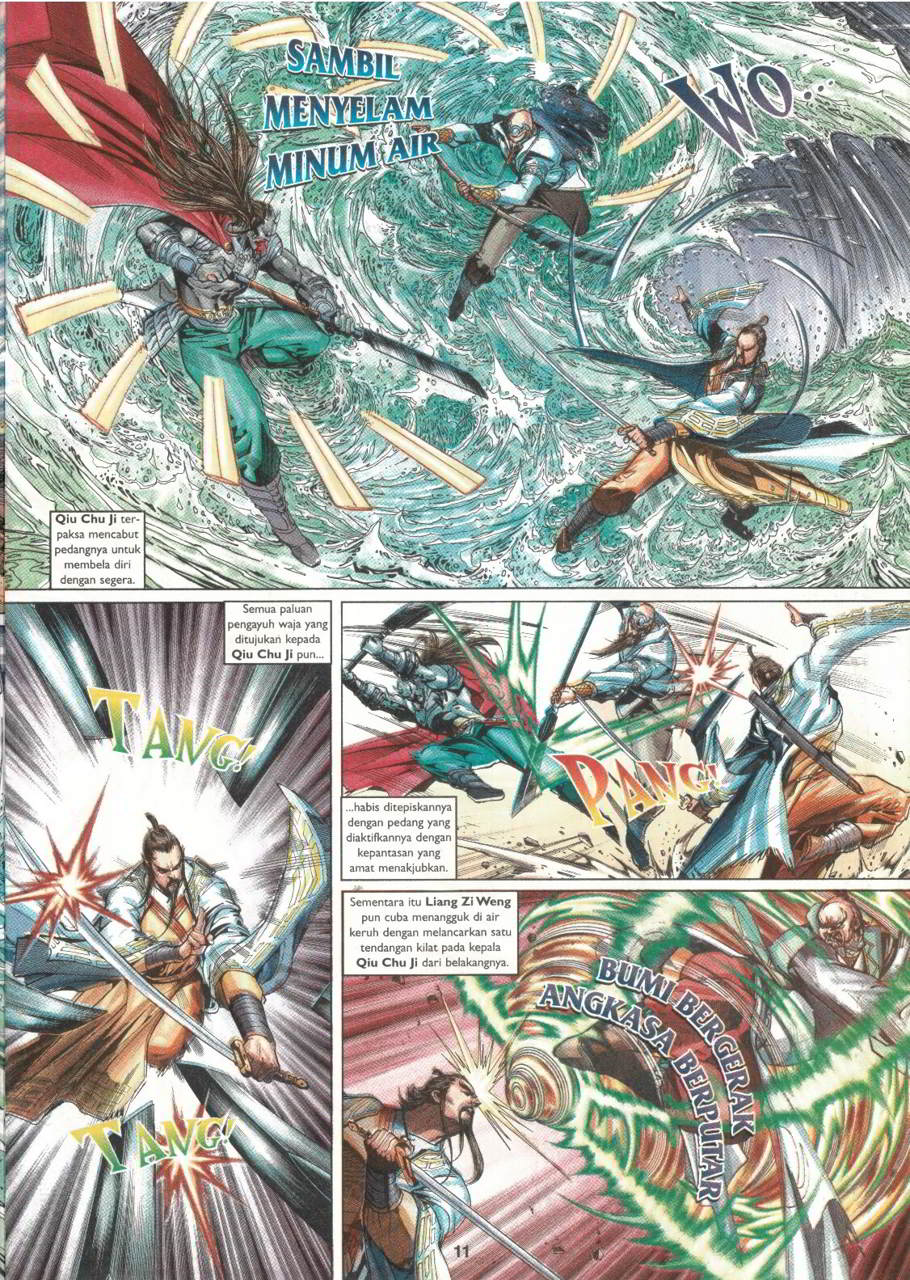 SAMBIL
MENYELAM
MINUM AIR
WO...
Qiu Chu Ji ter-
paksa mencabut
pedangnya untuk
membela diri
dengan segera.
Semua paluan
pengayuh waja yang
ditujukan kepada
Qiu Chu Ji pun...
TANG!
TANG!
PANG!
...habis ditepiskannya
dengan pedang yang
diaktifkannya dengan
kepantasan yang
amat menakjubkan.
Sementara itu Liang Zi Weng
pun cuba menangguk di air
keruh dengan melancarkan satu
tendangan kilat pada kepala
Qiu Chu Ji dari belakangnya.
BUMI BERGERAK
ANGKASA BERPUTAR
11